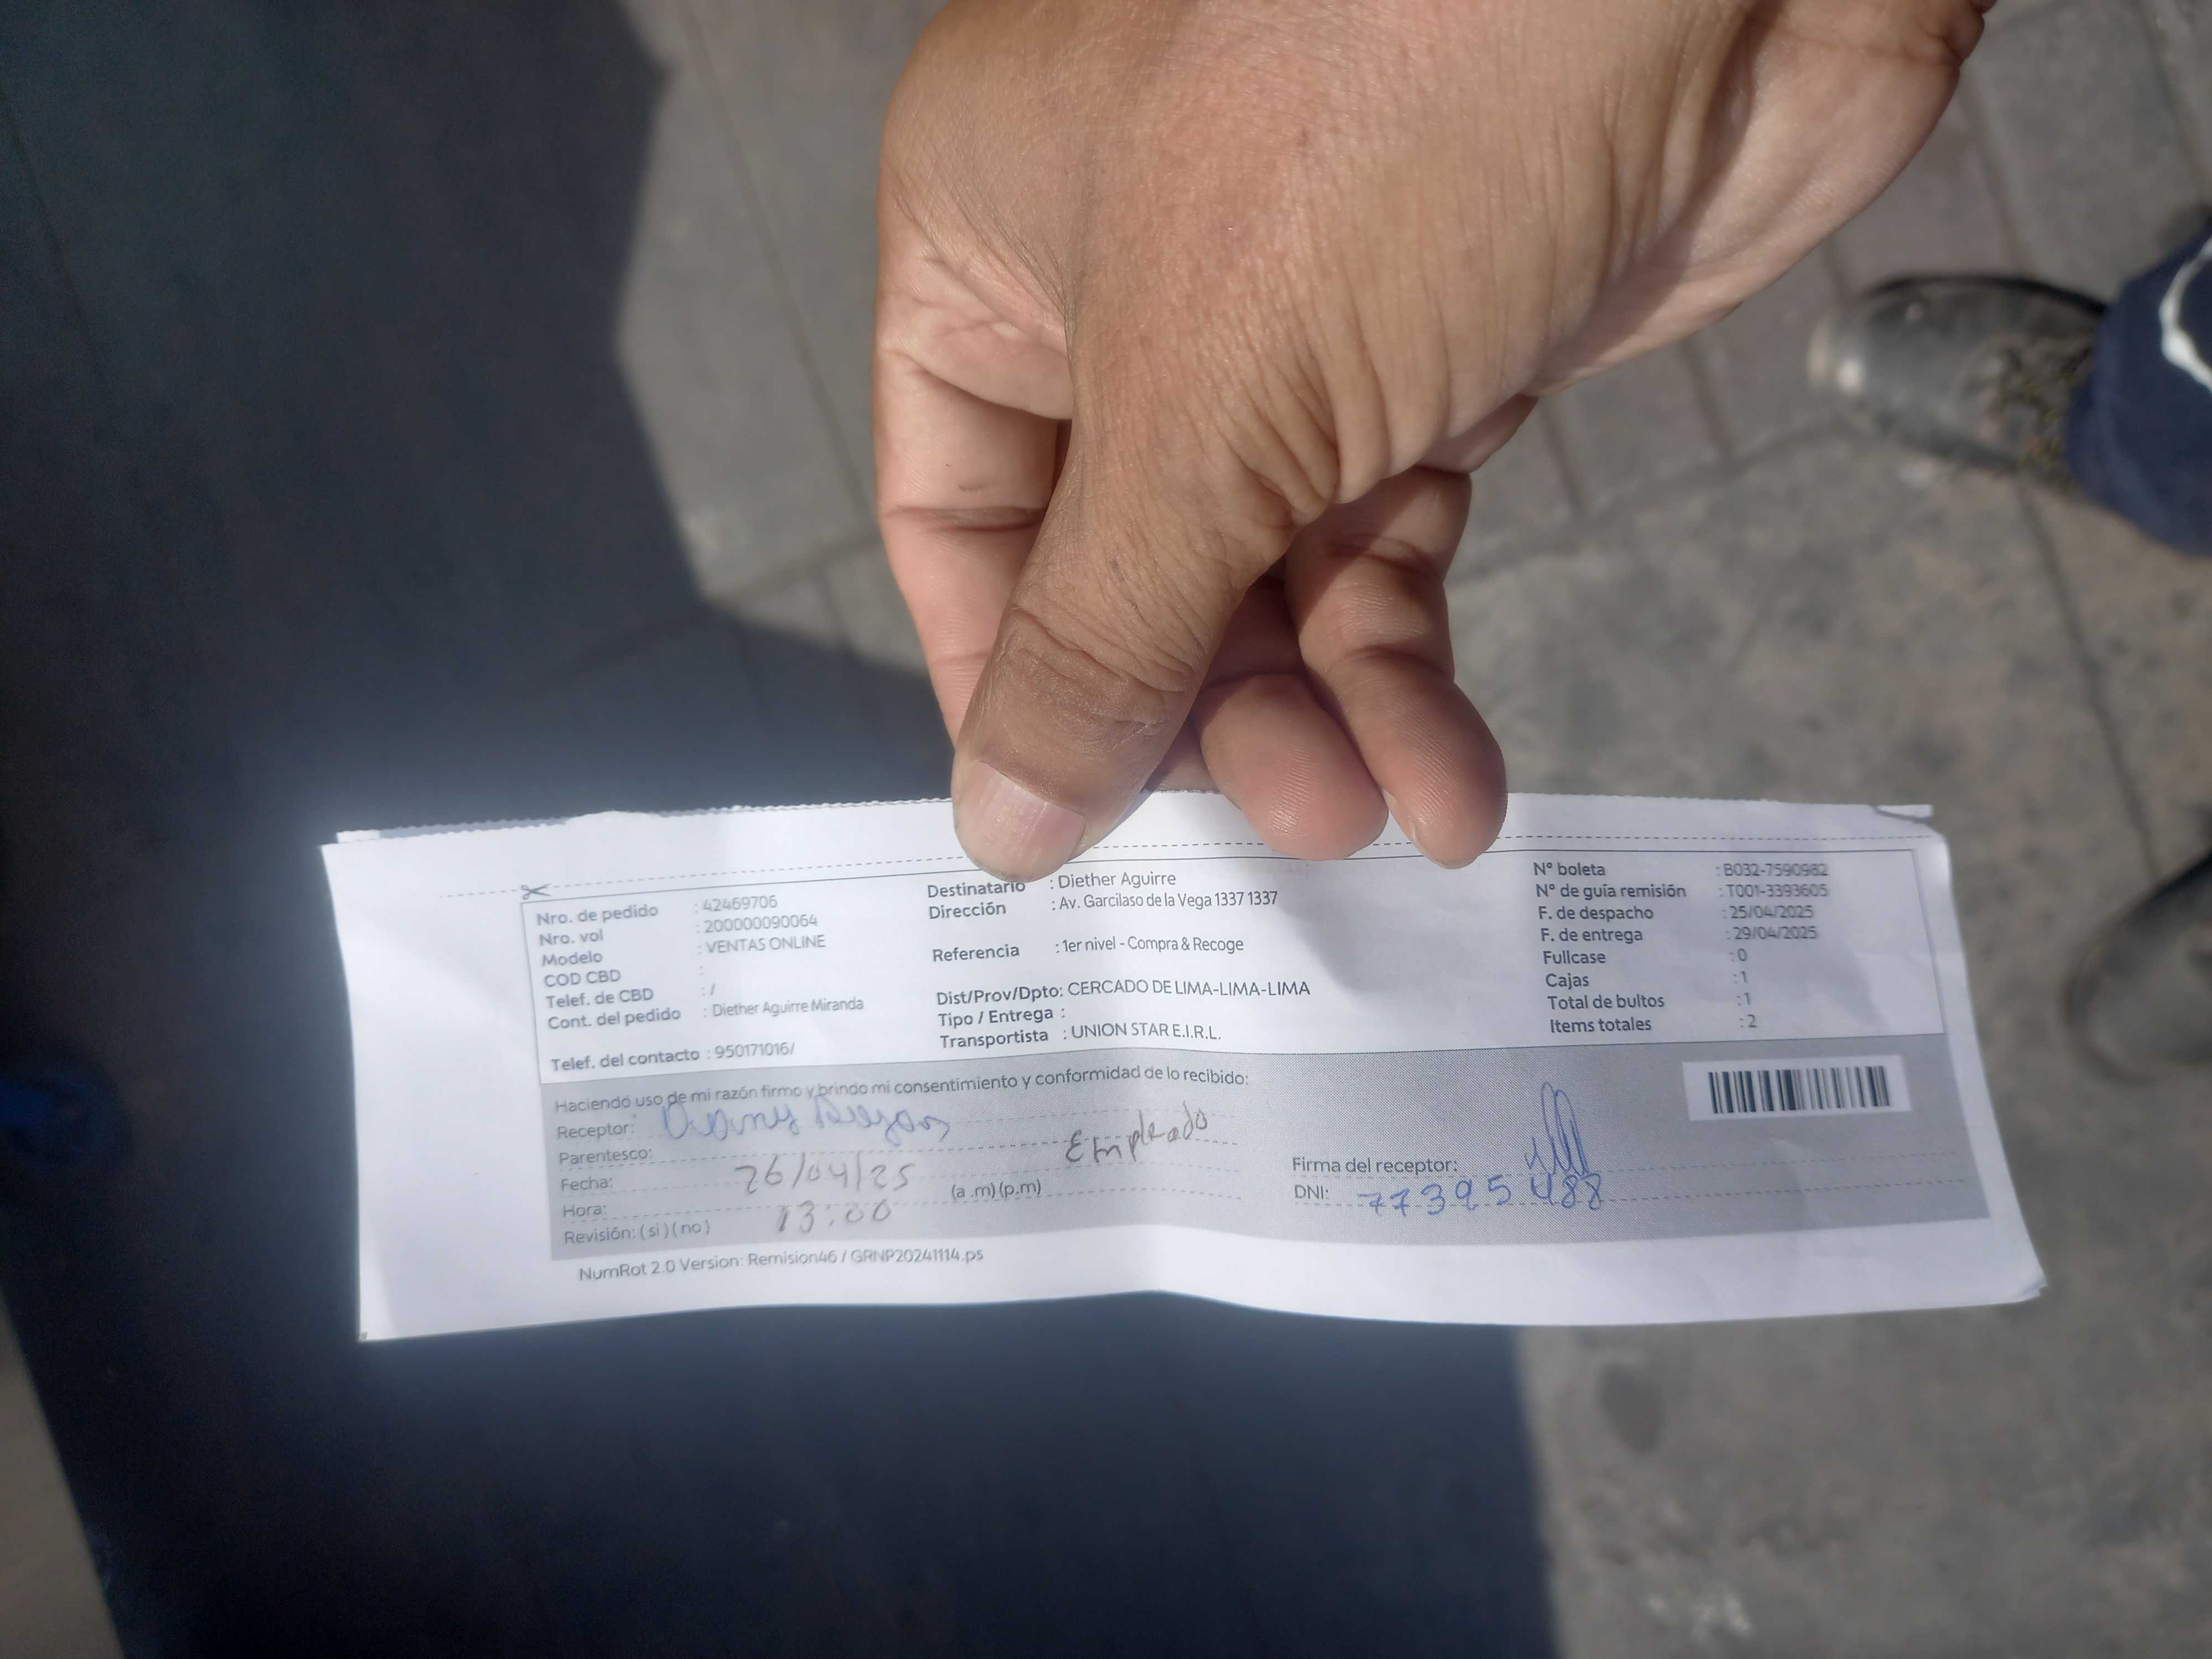 Nro. de pedido : 42469706
Nro. vol : 200000090064
Modelo : VENTAS ONLINE
COD CBD :
Telef. de CBD : /
Cont. del pedido : Diether Aguirre Miranda
Telef. del contacto : 950171016/
Destinatario : Diether Aguirre
Dirección : Av. Garcilaso de la Vega 1337 1337
Referencia : 1er nivel - Compra & Recoge
Dist/Prov/Dpto: CERCADO DE LIMA-LIMA-LIMA
Tipo / Entrega :
Transportista : UNION STAR E.I.R.L.
Nº boleta : B032-7590982
Nº de guía remisión : T001-3393605
F. de despacho : 25/04/2025
F. de entrega : 29/04/2025
Fullcase : 0
Cajas : 1
Total de bultos : 1
Items totales : 2
Haciendo uso de mi razón firmo y brindo mi consentimiento y conformidad de lo recibido:
Receptor:
Parentesco: Empleado
Fecha: 26/04/25
Hora: 13:00 (a .m) (p.m)
Revisión: ( si ) ( no )
Firma del receptor:
DNI: 77395488
NumRot 2.0 Version: Remision46 / GRNP20241114.ps